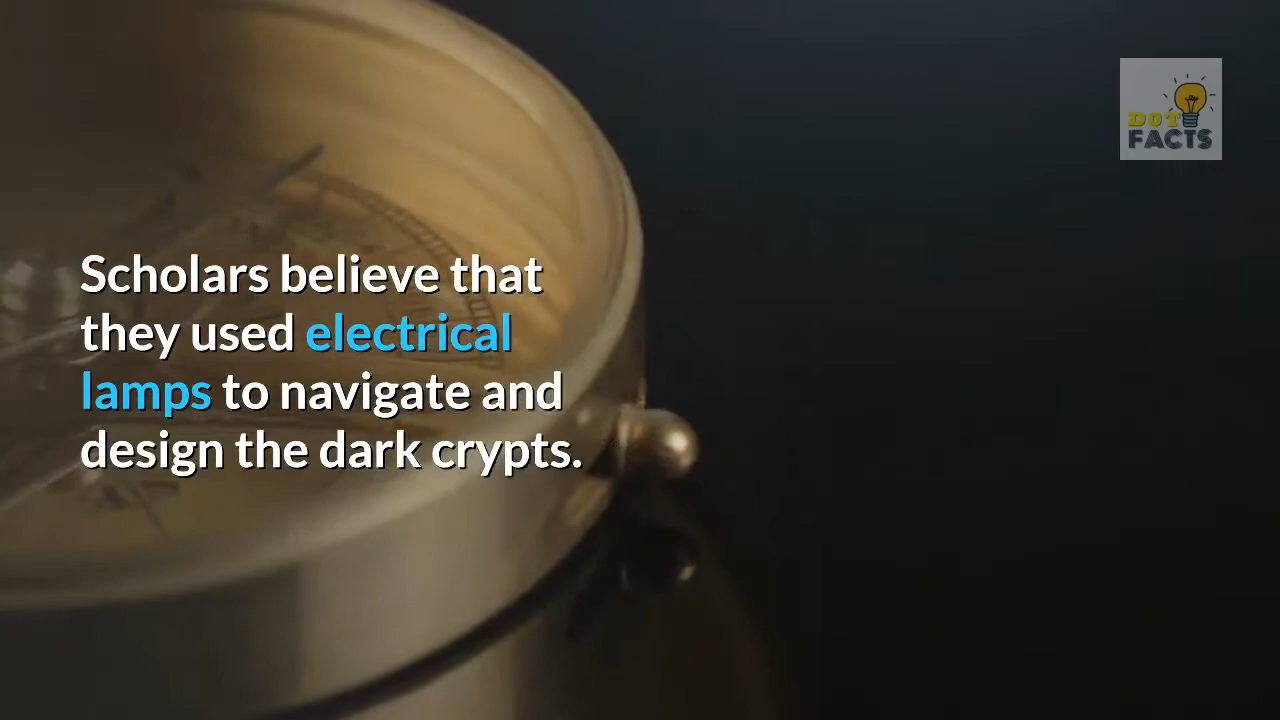 DOT
FACTS
Scholars believe that
they used electrical
lamps to navigate and
design the dark crypts.